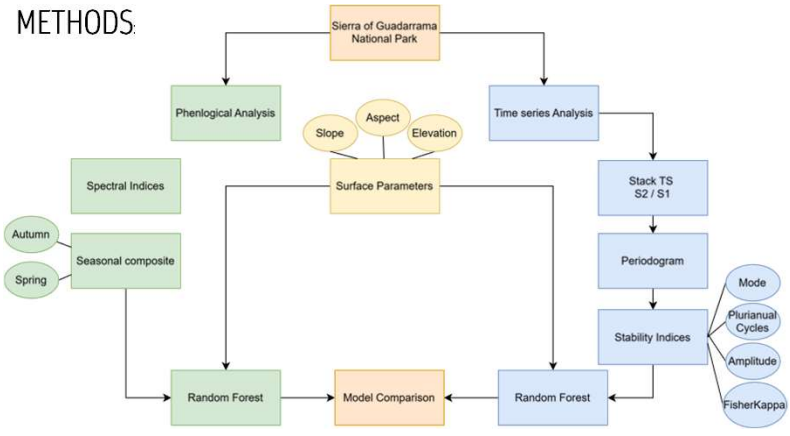 METHODS:
Sierra of Guadarrama
National Park
Phenlogical Analysis
Time series Analysis
Slope
Aspect
Elevation
Surface Parameters
Spectral Indices
Stack TS
S2 / S1
Autumn
Spring
Seasonal composite
Periodogram
Mode
Plurianual
Cycles
Stability Indices
Amplitude
FisherKappa
Random Forest
Model Comparison
Random Forest